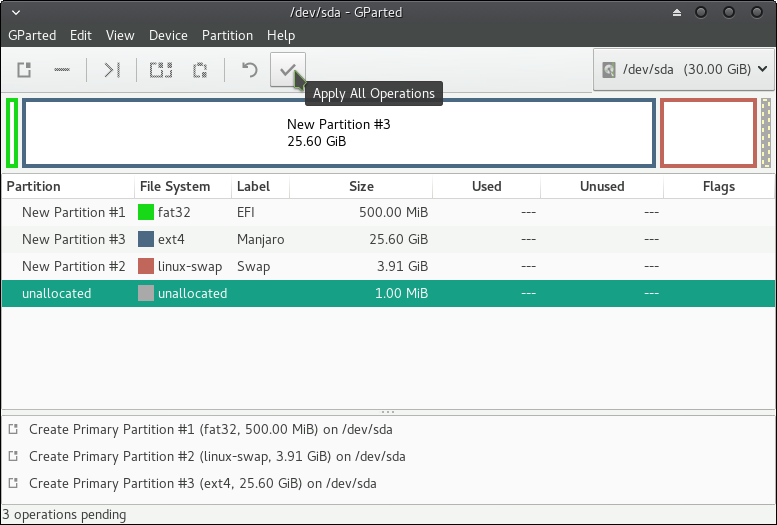 /dev/sda - GParted
GParted Edit View Device Partition Help
/dev/sda (30.00 GiB)
Apply All Operations
New Partition #3
25.60 GiB
Partition File System Label Size Used Unused Flags
New Partition #1 fat32 EFI 500.00 MiB --- ---
New Partition #3 ext4 Manjaro 25.60 GiB --- ---
New Partition #2 linux-swap Swap 3.91 GiB --- ---
unallocated unallocated 1.00 MiB --- ---
Create Primary Partition #1 (fat32, 500.00 MiB) on /dev/sda
Create Primary Partition #2 (linux-swap, 3.91 GiB) on /dev/sda
Create Primary Partition #3 (ext4, 25.60 GiB) on /dev/sda
3 operations pending